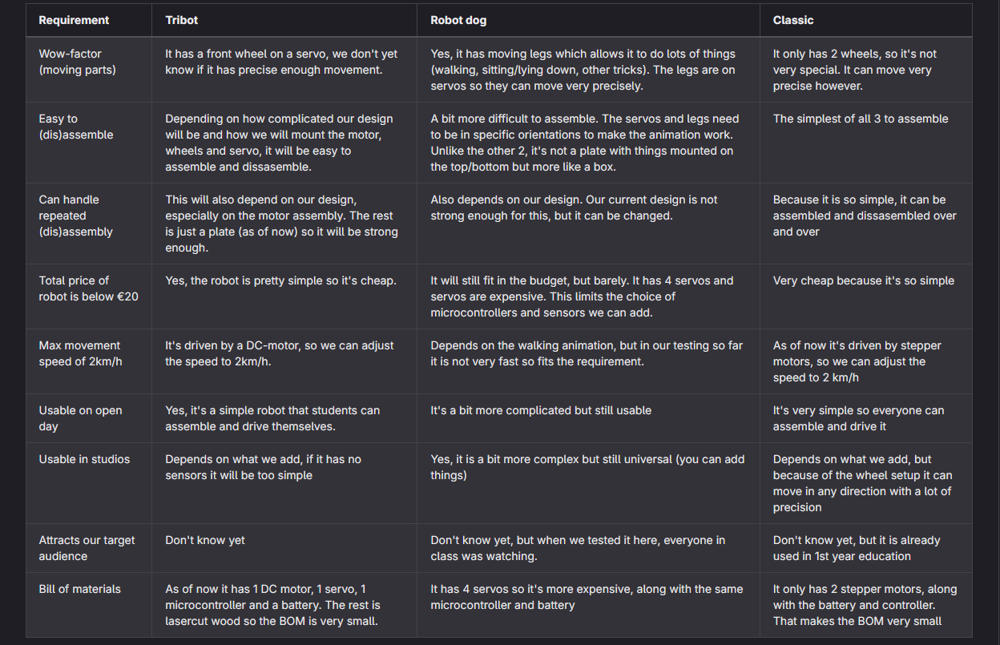 Requirement
Tribot
Robot dog
Classic
Wow-factor
(moving parts)
It has a front wheel on a servo, we don't yet
know if it has precise enough movement.
Yes, it has moving legs which allows it to do lots of things
(walking, sitting/lying down, other tricks). The legs are on
servos so they can move very precisely.
It only has 2 wheels, so it's not
very special. It can move very
precise however.
Easy to
(dis)assemble
Depending on how complicated our design
will be and how we will mount the motor,
wheels and servo, it will be easy to
assemble and dissasemble.
A bit more difficult to assemble. The servos and legs need
to be in specific orientations to make the animation work.
Unlike the other 2, it's not a plate with things mounted on
the top/bottom but more like a box.
The simplest of all 3 to assemble
Can handle
repeated
(dis)assembly
This will also depend on our design,
especially on the motor assembly. The rest
is just a plate (as of now) so it will be strong
enough.
Also depends on our design. Our current design is not
strong enough for this, but it can be changed.
Because it is so simple, it can be
assembled and dissasembled over
and over
Total price of
robot is below €20
Yes, the robot is pretty simple so it's cheap.
It will still fit in the budget, but barely. It has 4 servos and
servos are expensive. This limits the choice of
microcontrollers and sensors we can add.
Very cheap because it's so simple
Max movement
speed of 2km/h
It's driven by a DC-motor, so we can adjust
the speed to 2km/h.
Depends on the walking animation, but in our testing so far
it is not very fast so fits the requirement.
As of now it's driven by stepper
motors, so we can adjust the
speed to 2 km/h
Usable on open
day
Yes, it's a simple robot that students can
assemble and drive themselves.
It's a bit more complicated but still usable
It's very simple so everyone can
assemble and drive it
Usable in studios
Depends on what we add, if it has no
sensors it will be too simple
Yes, it is a bit more complex but still universal (you can add
things)
Depends on what we add, but
because of the wheel setup it can
move in any direction with a lot of
precision
Attracts our target
audience
Don't know yet
Don't know yet, but when we tested it here, everyone in
class was watching.
Don't know yet, but it is already
used in 1st year education
Bill of materials
As of now it has 1 DC motor, 1 servo, 1
microcontroller and a battery. The rest is
lasercut wood so the BOM is very small.
It has 4 servos so it's more expensive, along with the same
microcontroller and battery
It only has 2 stepper motors, along
with the battery and controller.
That makes the BOM very small